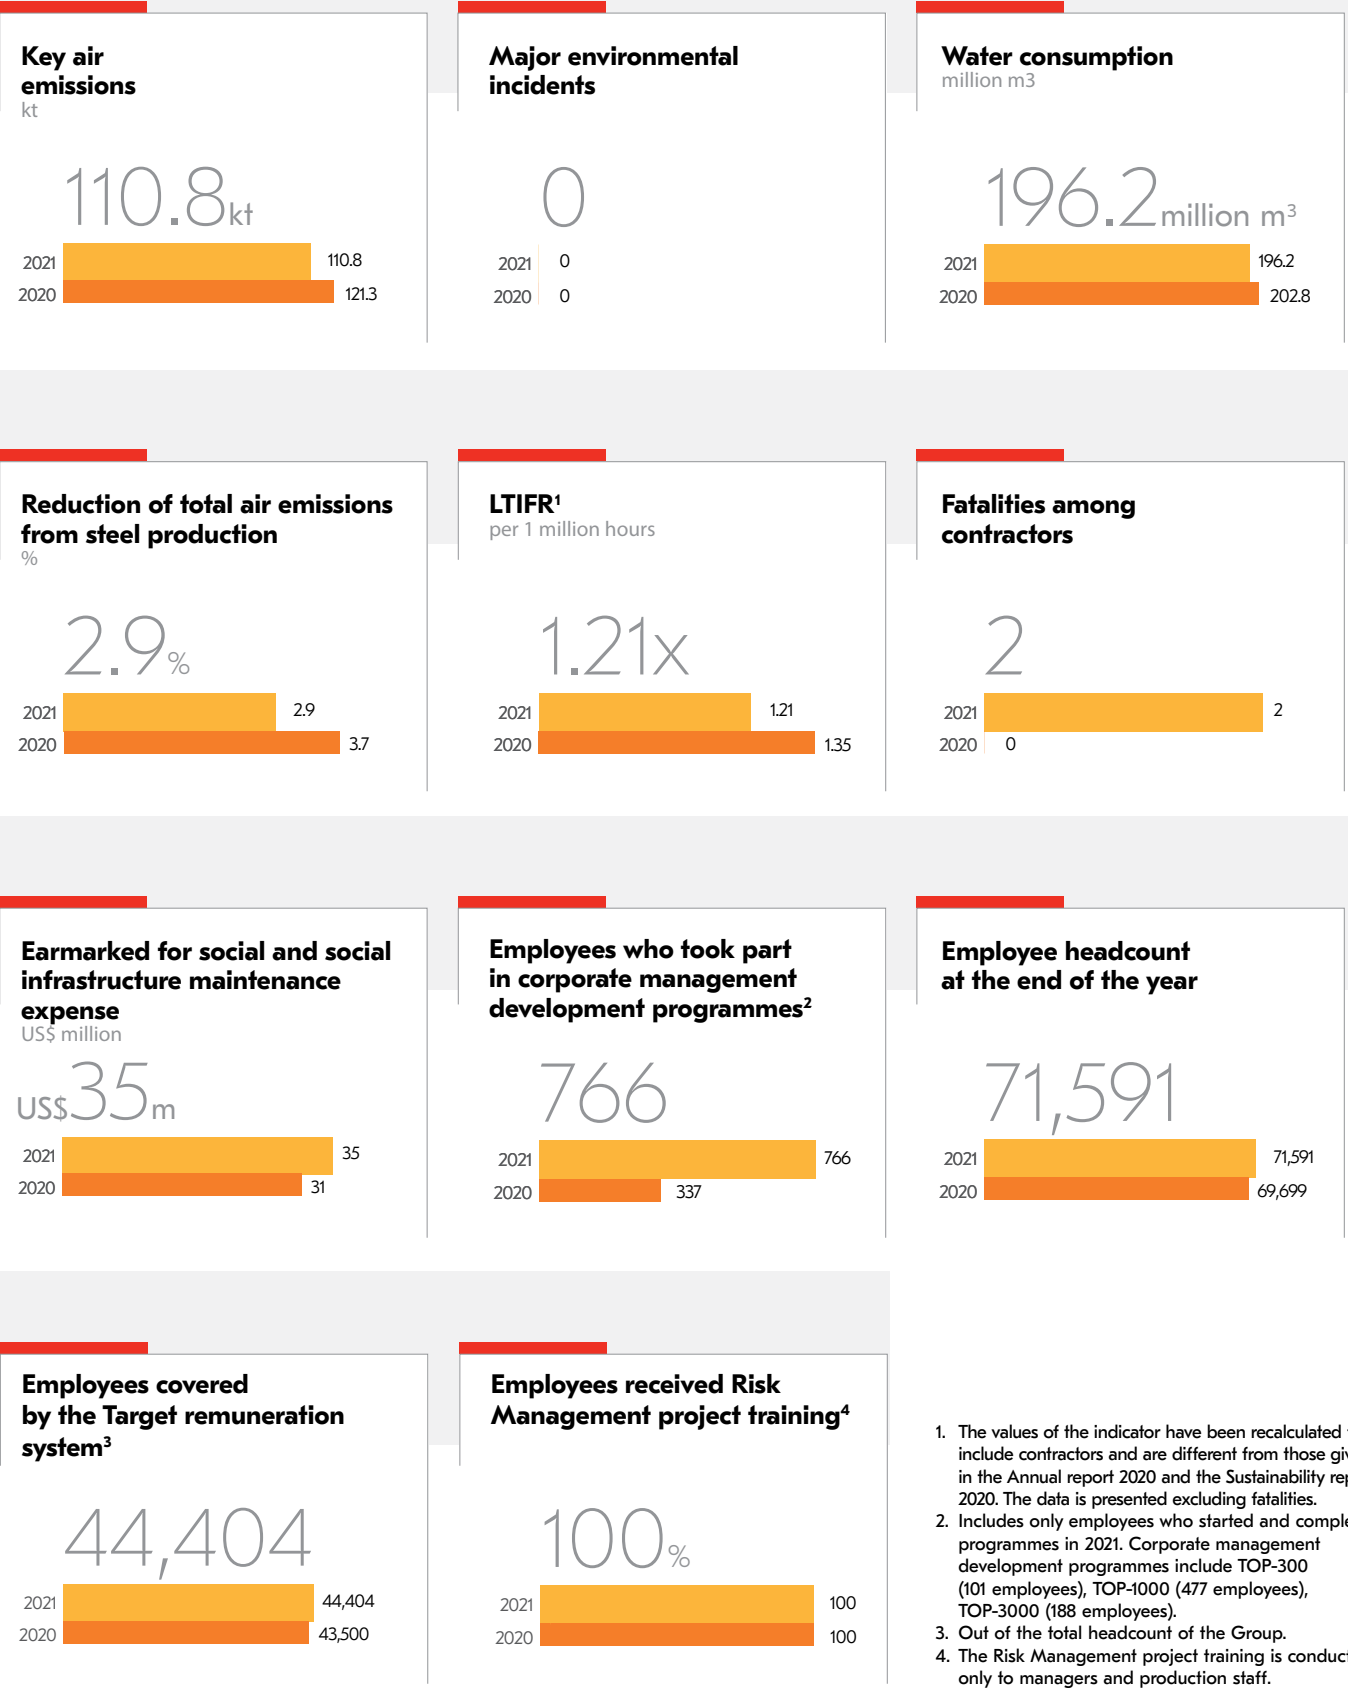 Key air
emissions
kt
110.8kt
2021 110.8
2020 121.3
Major environmental
incidents
0
2021 0
2020 0
Water consumption
million m3
196.2million m³
2021 196.2
2020 202.8
Reduction of total air emissions
from steel production
%
2.9%
2021 2.9
2020 3.7
LTIFR¹
per 1 million hours
1.21x
2021 1.21
2020 1.35
Fatalities among
contractors
2
2021 2
2020 0
Earmarked for social and social
infrastructure maintenance
expense
US$ million
US$35m
2021 35
2020 31
Employees who took part
in corporate management
development programmes²
766
2021 766
2020 337
Employee headcount
at the end of the year
71,591
2021 71,591
2020 69,699
Employees covered
by the Target remuneration
system³
44,404
2021 44,404
2020 43,500
Employees received Risk
Management project training⁴
100%
2021 100
2020 100
1. The values of the indicator have been recalculated
include contractors and are different from those
in the Annual report 2020 and the Sustainability
2020. The data is presented excluding fatalities.
2. Includes only employees who started and
programmes in 2021. Corporate management
development programmes include TOP-300
(101 employees), TOP-1000 (477 employees),
TOP-3000 (188 employees).
3. Out of the total headcount of the Group.
4. The Risk Management project training is
only to managers and production staff.